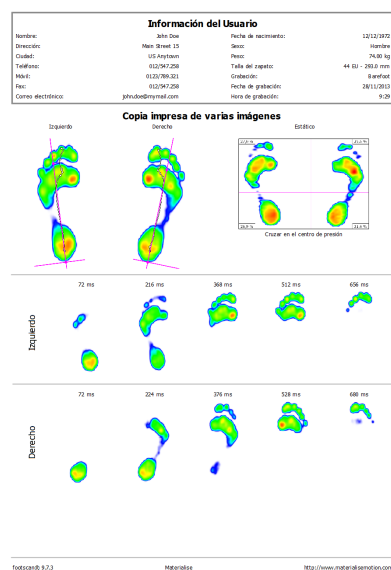 Información del Usuario
Nombre: John Doe Fecha de nacimiento: 12/12/1972
Dirección: Main Street 15 Sexo: Hombre
Ciudad: US Anytown Peso: 74.00 kg
Teléfono: 012/547.258 Talla del zapato: 44 EU - 293.0 mm
Móvil: 0123/789.321 Grabación: Barefoot
Fax: 012/547.258 Fecha de grabación: 28/11/2013
Correo electrónico: john.doe@mymail.com Hora de grabación: 9:29
Copia impresa de varias imágenes
Izquierdo Derecho Estático
Cruzar en el centro de presión
72 ms 216 ms 368 ms 512 ms 656 ms
Izquierdo
72 ms 224 ms 376 ms 528 ms 680 ms
Derecho
footscan® 9.7.3 Materialise http://www.materialisemotion.com